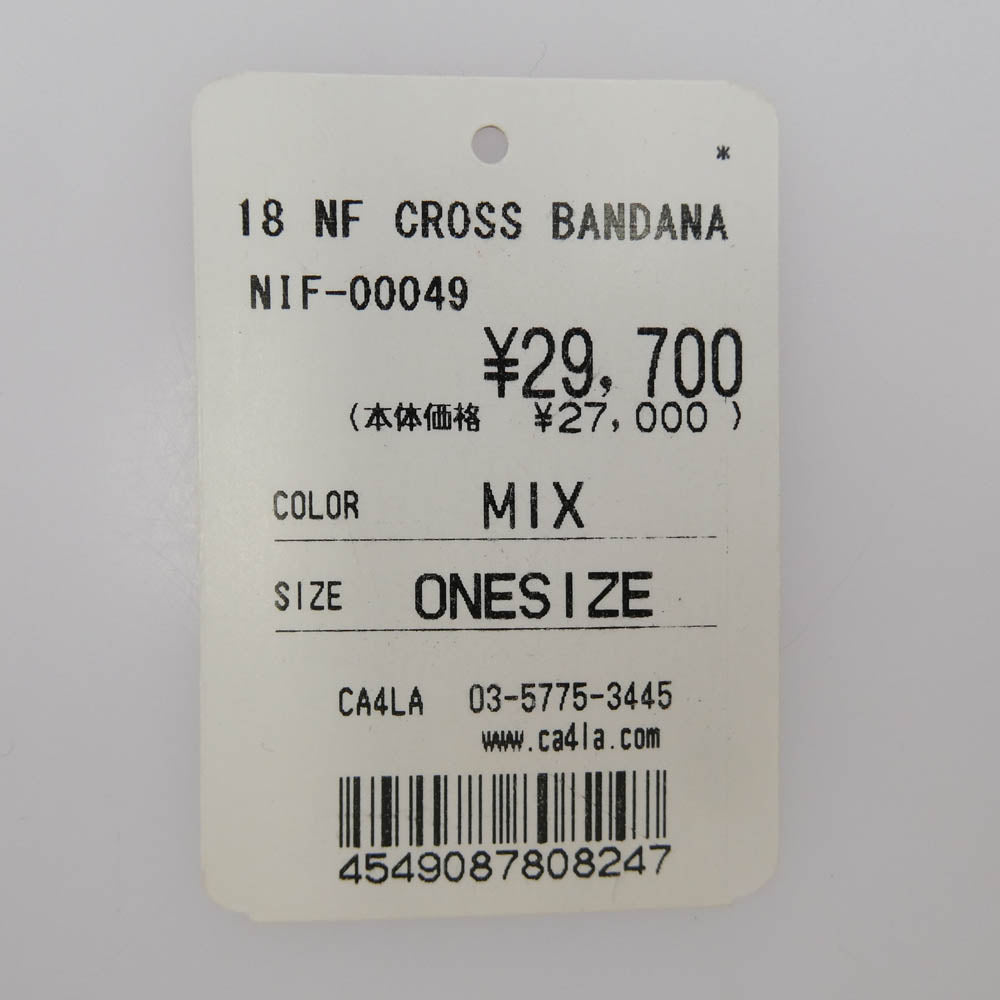 *
18 NF CROSS BANDANA
NIF-00049
¥29,700
(本体価格 ¥27,000 )
COLOR MIX
SIZE ONESIZE
CA4LA 03-5775-3445
www.ca4la.com
4549087808247